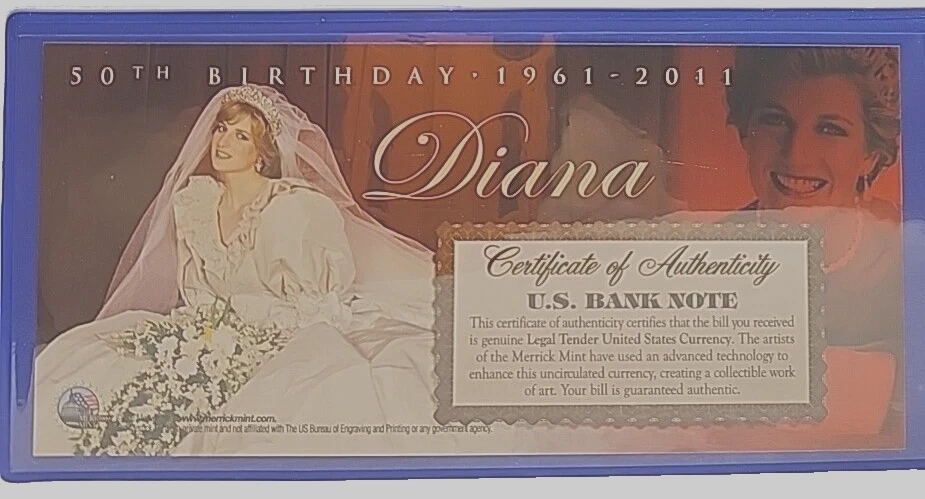 50TH BIRTHDAY · 1961-2011
Diana
Certificate of Authenticity
U.S. BANK NOTE
This certificate of authenticity certifies that the bill you received
is genuine Legal Tender United States Currency. The artists
of the Merrick Mint have used an advanced technology to
enhance this uncirculated currency, creating a collectible work
of art. Your bill is guaranteed authentic.
www.merrickmint.com.
private mint and not affiliated with The US Bureau of Engraving and Printing or any government agency.